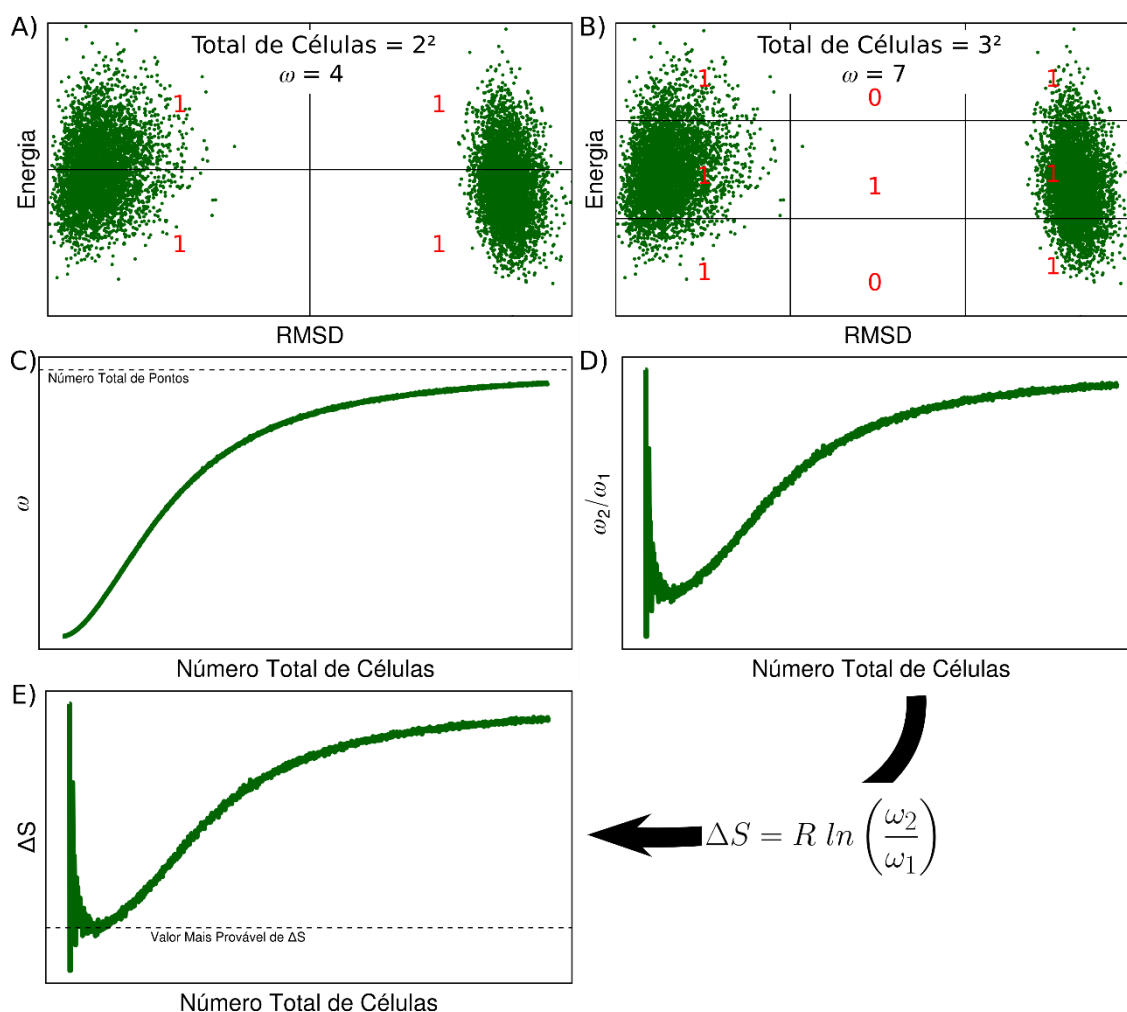 A)
Total de Células = 2²
ω = 4
1
1
1
1
Energia
RMSD
B)
Total de Células = 3²
ω = 7
1
0
1
1
1
1
1
0
1
Energia
RMSD
C)
Número Total de Pontos
ω
Número Total de Células
D)
ω₂/ω₁
Número Total de Células
E)
ΔS
Valor Mais Provável de ΔS
Número Total de Células
ΔS = R ln (ω₂/ω₁)